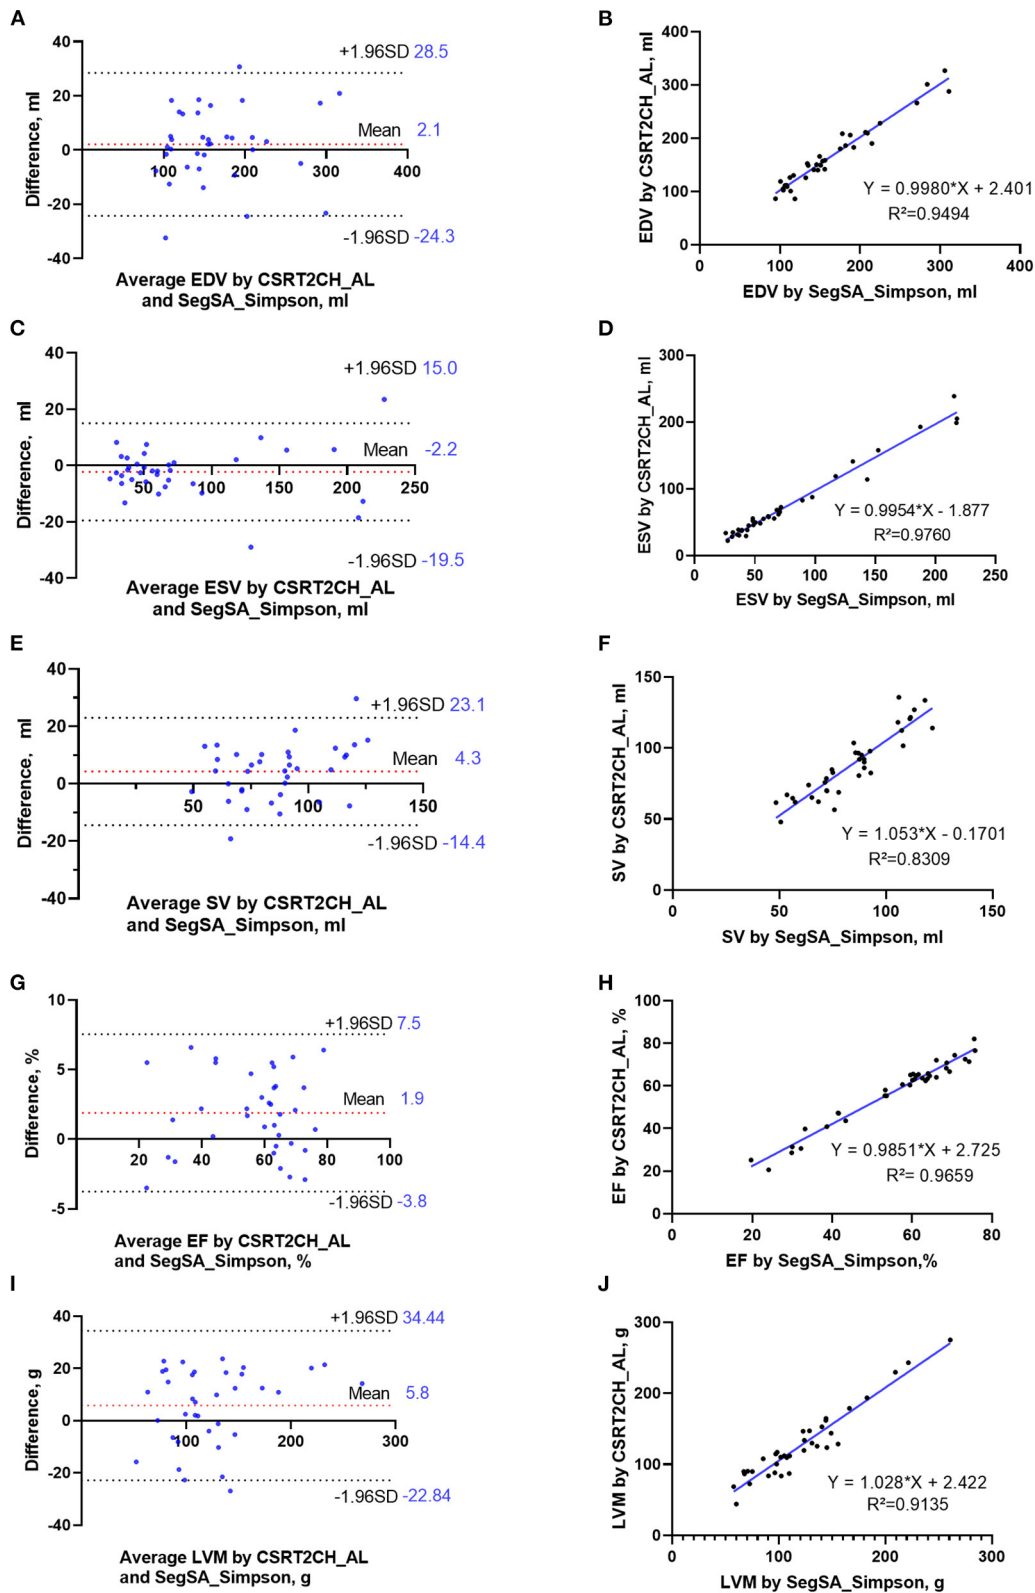 A
40
20
0
-20
-40
Difference, ml
+1.96SD 28.5
Mean 2.1
100 200 300 400
-1.96SD -24.3
Average EDV by CSRT2CH_AL
and SegSA_Simpson, ml
B
400
300
200
100
0
EDV by CSRT2CH_AL, ml
Y = 0.9980*X + 2.401
R²=0.9494
0 100 200 300 400
EDV by SegSA_Simpson, ml
C
40
20
0
-20
-40
Difference, ml
+1.96SD 15.0
Mean -2.2
50 100 150 200 250
-1.96SD -19.5
Average ESV by CSRT2CH_AL
and SegSA_Simpson, ml
D
300
200
100
0
ESV by CSRT2CH_AL, ml
Y = 0.9954*X - 1.877
R²=0.9760
0 50 100 150 200 250
ESV by SegSA_Simpson, ml
E
40
20
0
-20
-40
Difference, ml
+1.96SD 23.1
Mean 4.3
50 100 150
-1.96SD -14.4
Average SV by CSRT2CH_AL
and SegSA_Simpson, ml
F
150
100
50
0
SV by CSRT2CH_AL, ml
Y = 1.053*X - 0.1701
R²=0.8309
0 50 100 150
SV by SegSA_Simpson, ml
G
10
5
0
-5
Difference, %
+1.96SD 7.5
Mean 1.9
20 40 60 80 100
-1.96SD -3.8
Average EF by CSRT2CH_AL
and SegSA_Simpson, %
H
100
80
60
40
20
0
EF by CSRT2CH_AL, %
Y = 0.9851*X + 2.725
R²= 0.9659
0 20 40 60 80
EF by SegSA_Simpson,%
I
40
20
0
-20
-40
Difference, g
+1.96SD 34.44
Mean 5.8
100 200 300
-1.96SD -22.84
Average LVM by CSRT2CH_AL
and SegSA_Simpson, g
J
300
200
100
0
LVM by CSRT2CH_AL, g
Y = 1.028*X + 2.422
R²=0.9135
0 100 200 300
LVM by SegSA_Simpson, g